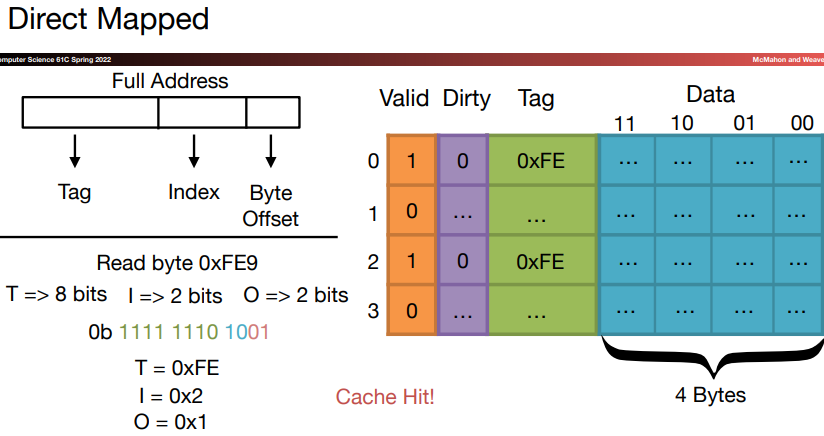 Direct Mapped
omputer Science 61C Spring 2022
McMahon and Weave
Full Address
Tag
Index
Byte
Offset
Read byte 0xFE9
T => 8 bits I => 2 bits O => 2 bits
0b 1111 1110 1001
T = 0xFE
I = 0x2
O = 0x1
Cache Hit!
Valid Dirty Tag Data
11 10 01 00
0 1 0 0xFE ... ... ... ...
1 0 ... ... ... ... ... ...
2 1 0 0xFE ... ... ... ...
3 0 ... ... ... ... ... ...
4 Bytes